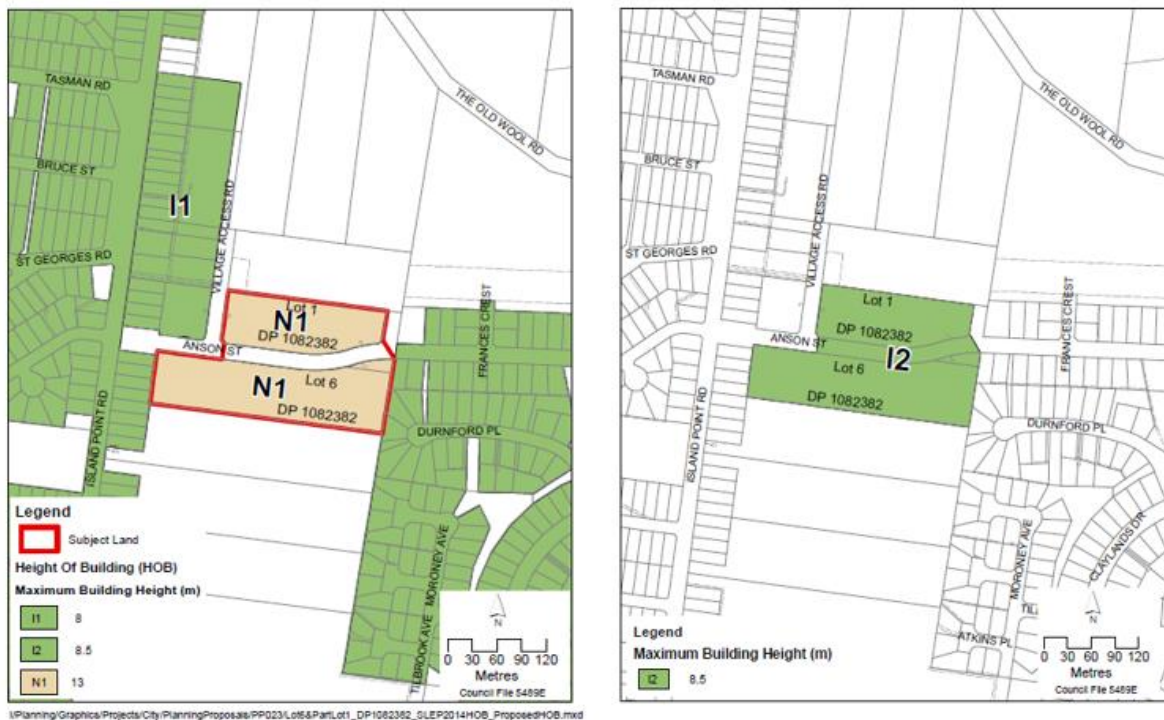 TASMAN RD
THE OLD WOOL RD
BRUCE ST
I1
VILLAGE ACCESS RD
ST GEORGES RD
Lot 1
N1
DP 1082382
ANSON ST
FRANCES CREST
N1
Lot 6
DP 1082382
ISLAND POINT RD
DURNFORD PL
MORONEY AVE
TILBROOK AVE
Legend
Subject Land
Height Of Building (HOB)
Maximum Building Height (m)
I1 8
I2 8.5
N1 13
N
0 30 60 90 120
Metres
Council File 5489E
I:/Planning/Graphics/Projects/City/PlanningProposals/PP023/Lot6&PartLot1_DP1082382_SLEP2014HOB_ProposedHOB.mxd
TASMAN RD
THE OLD WOOL RD
BRUCE ST
VILLAGE ACCESS RD
ST GEORGES RD
Lot 1
DP 1082382
ANSON ST
I2
FRANCES CREST
Lot 6
DP 1082382
ISLAND POINT RD
DURNFORD PL
MORONEY AVE
CLAYLANDS DR
ATKINS PL
Legend
Maximum Building Height (m)
I2 8.5
N
0 30 60 90 120
Metres
Council File 5489E